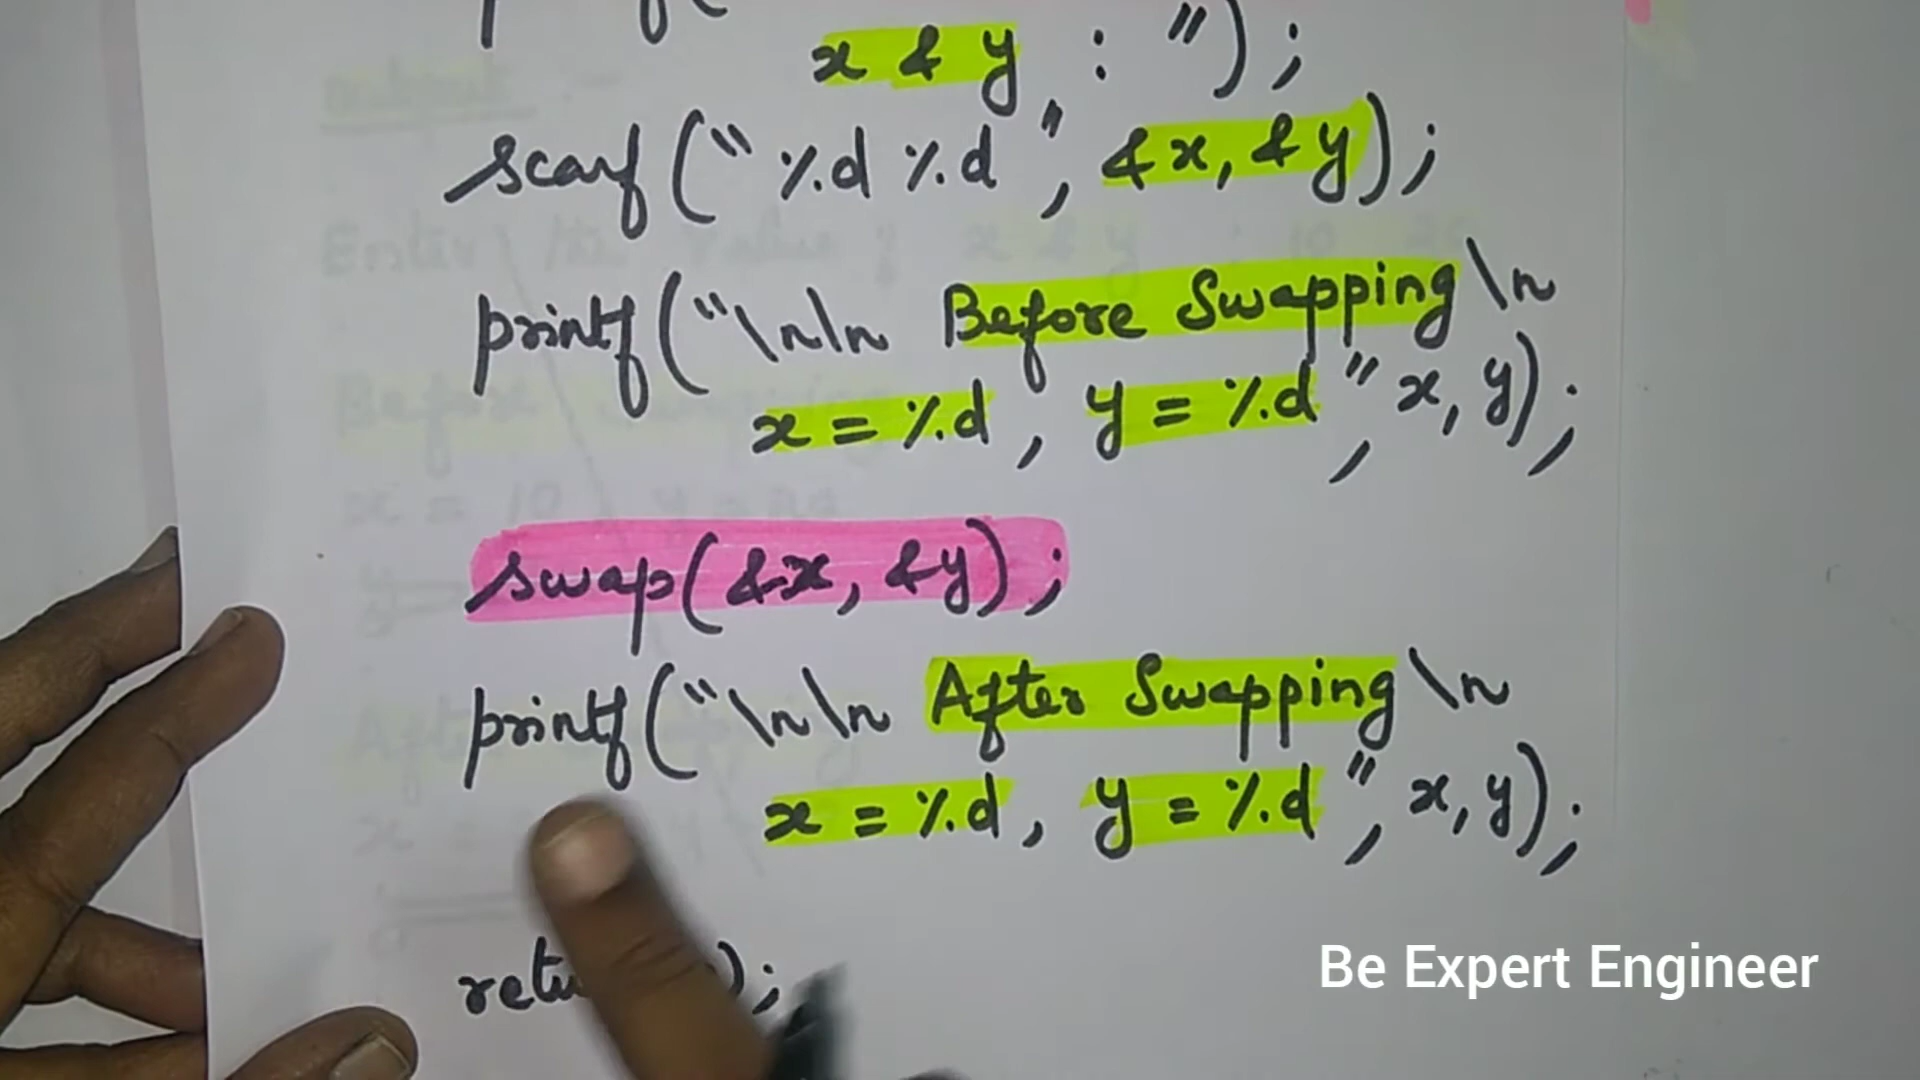 x & y : ");
scanf("%d %d", &x, &y);
printf("\n\n Before Swapping \n
x = %d, y = %d", x, y);
swap(&x, &y);
printf("\n\n After Swapping \n
x = %d, y = %d", x, y);
);
Be Expert Engineer